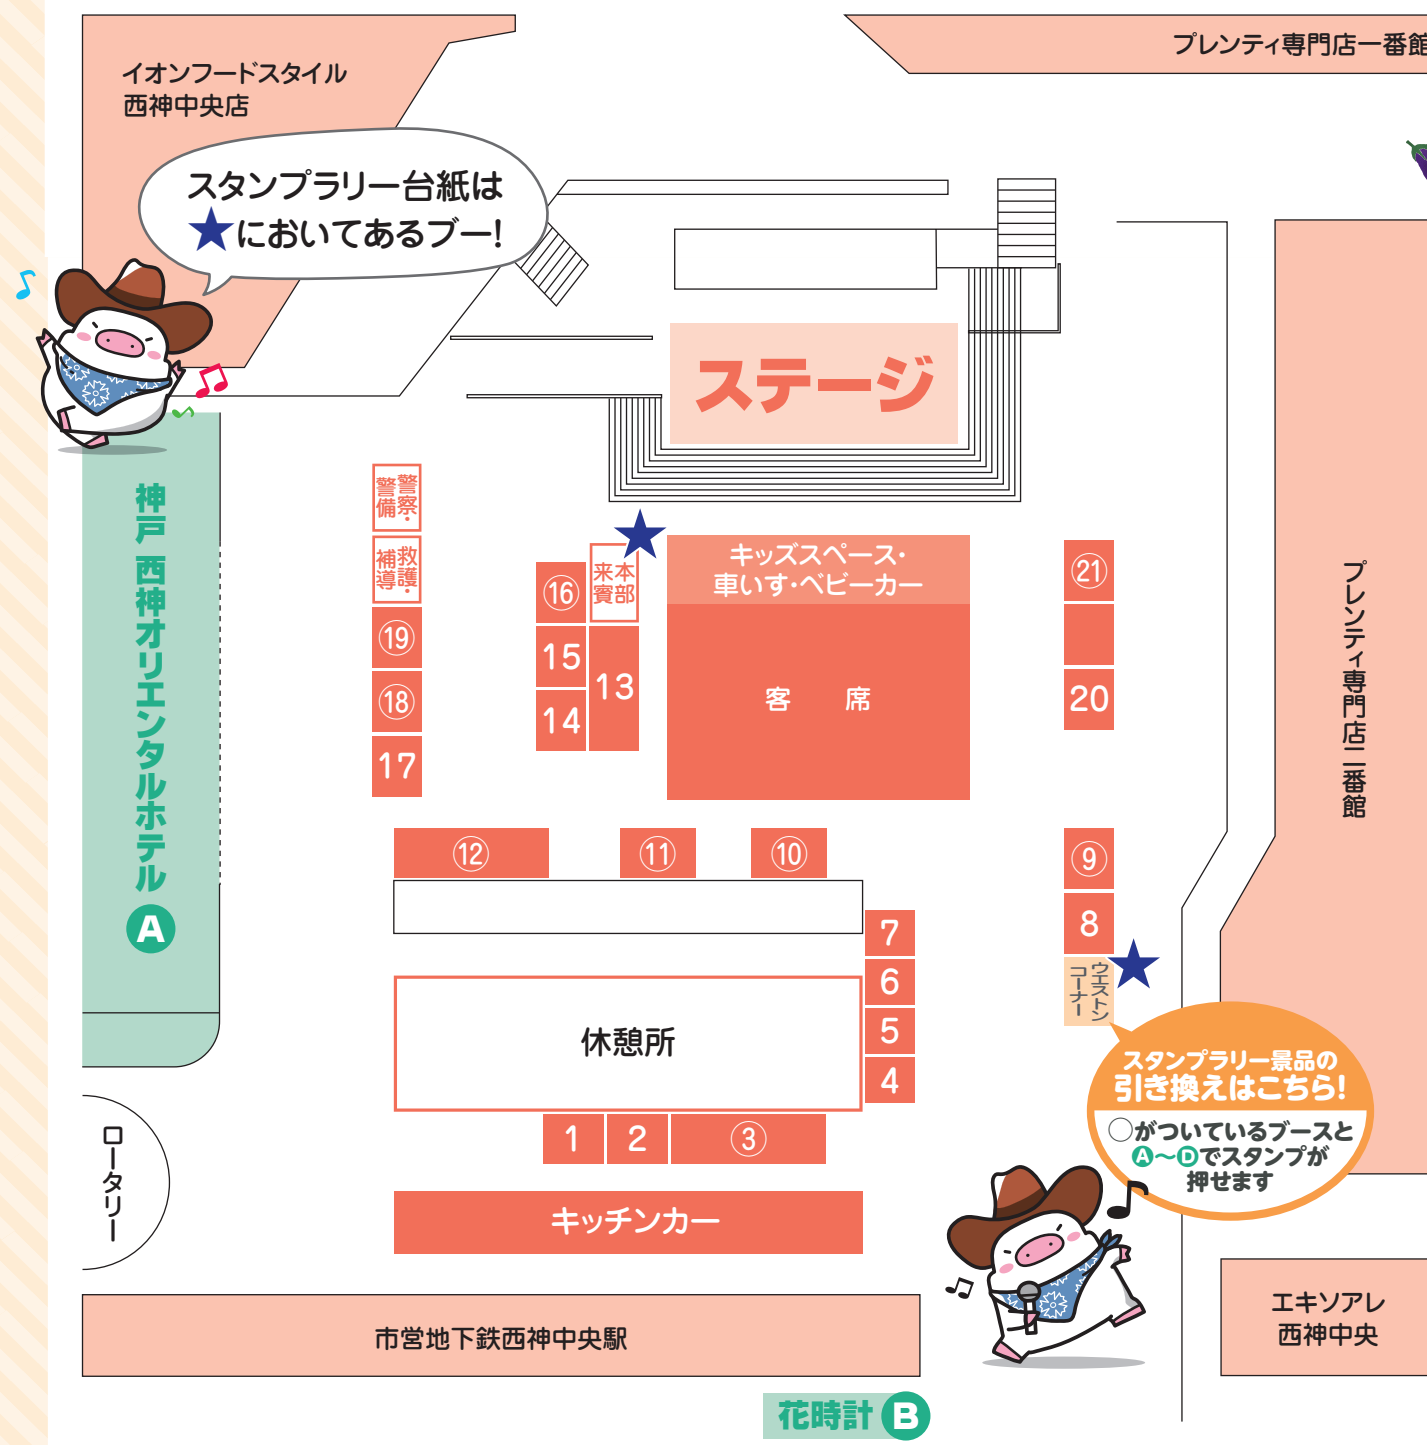 イオンフードスタイル
西神中央店
プレンティ専門店一番館
スタンプラリー台紙は
★においてあるブー!
ステージ
神戸 西神オリエンタルホテル
A
警察・
警備
救護・
補導
⑲
⑱
17
⑯
15
14
本部
来賓
13
キッズスペース・
車いす・ベビーカー
客 席
㉑
20
プレンティ専門店二番館
⑫
⑪
⑩
⑨
8
ウエストン
コーナー
7
6
5
4
休憩所
1
2
③
キッチンカー
スタンプラリー景品の
引き換えはこちら!
○がついているブースと
A〜Dでスタンプが
押せます
ロータリー
市営地下鉄西神中央駅
エキソアレ
西神中央
花時計 B